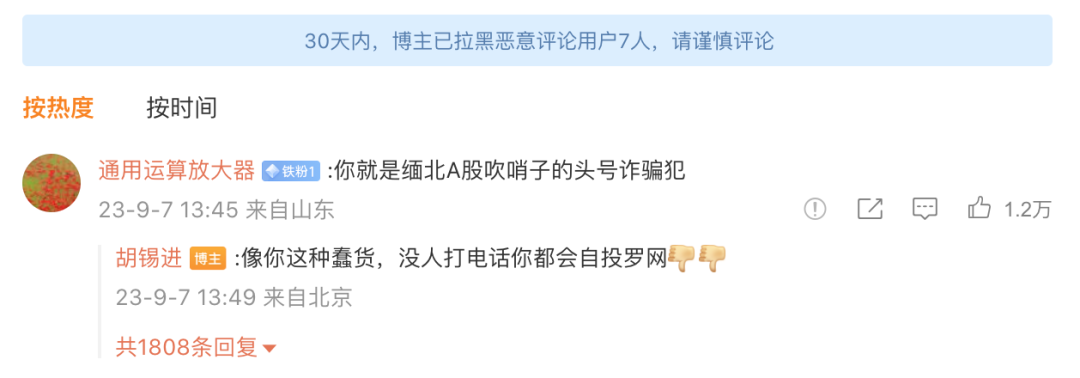 30天内，博主已拉黑恶意评论用户7人，请谨慎评论
按热度 按时间
通用运算放大器 铁粉1 :你就是缅北A股吹哨子的头号诈骗犯
23-9-7 13:45 来自山东 1.2万
胡锡进 博主 :像你这种蠢货，没人打电话你都会自投罗网👎👎
23-9-7 13:49 来自北京
共1808条回复